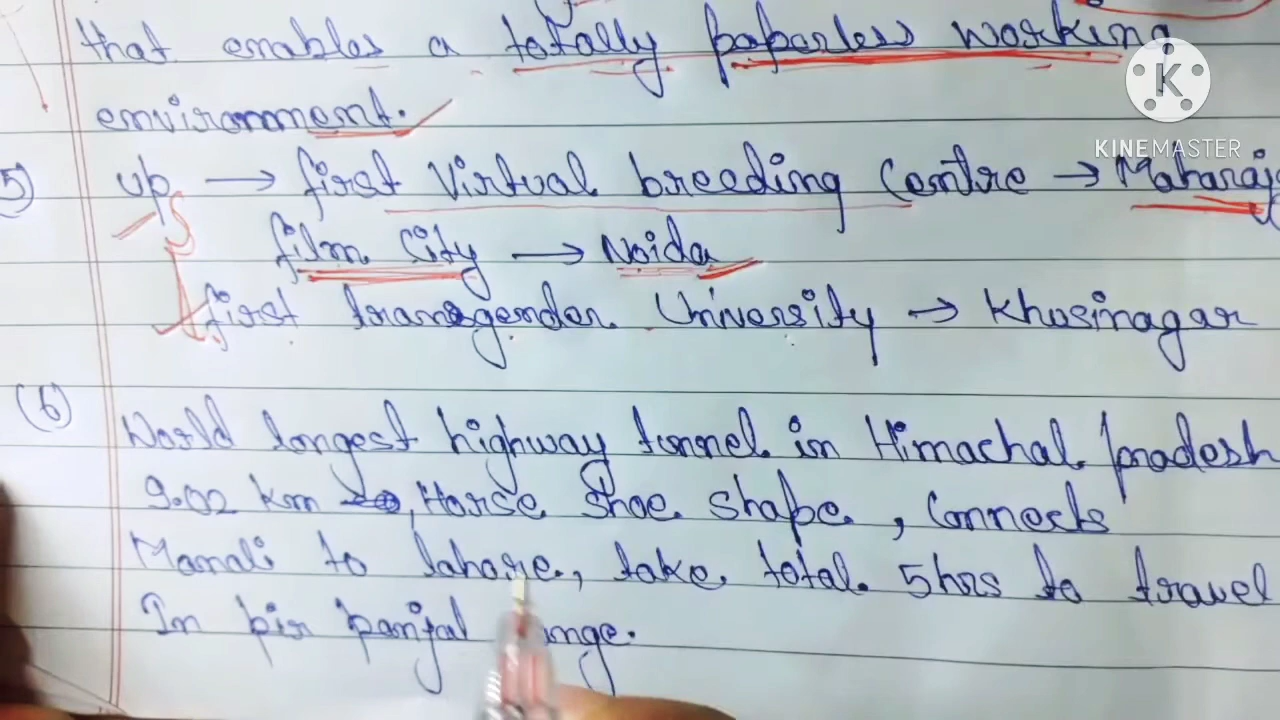 that enables a totally paperless working
environment.
K
KINEMASTER
5) up → first Virtual breeding Centre → Maharaj
film City → Noida
first transgender University → Khusinagar
(6) World longest highway tunnel in Himachal pradesh
9.02 km , Horse shoe shape , Connects
Manali to lahore, take total 5hrs to travel
In pir panjal